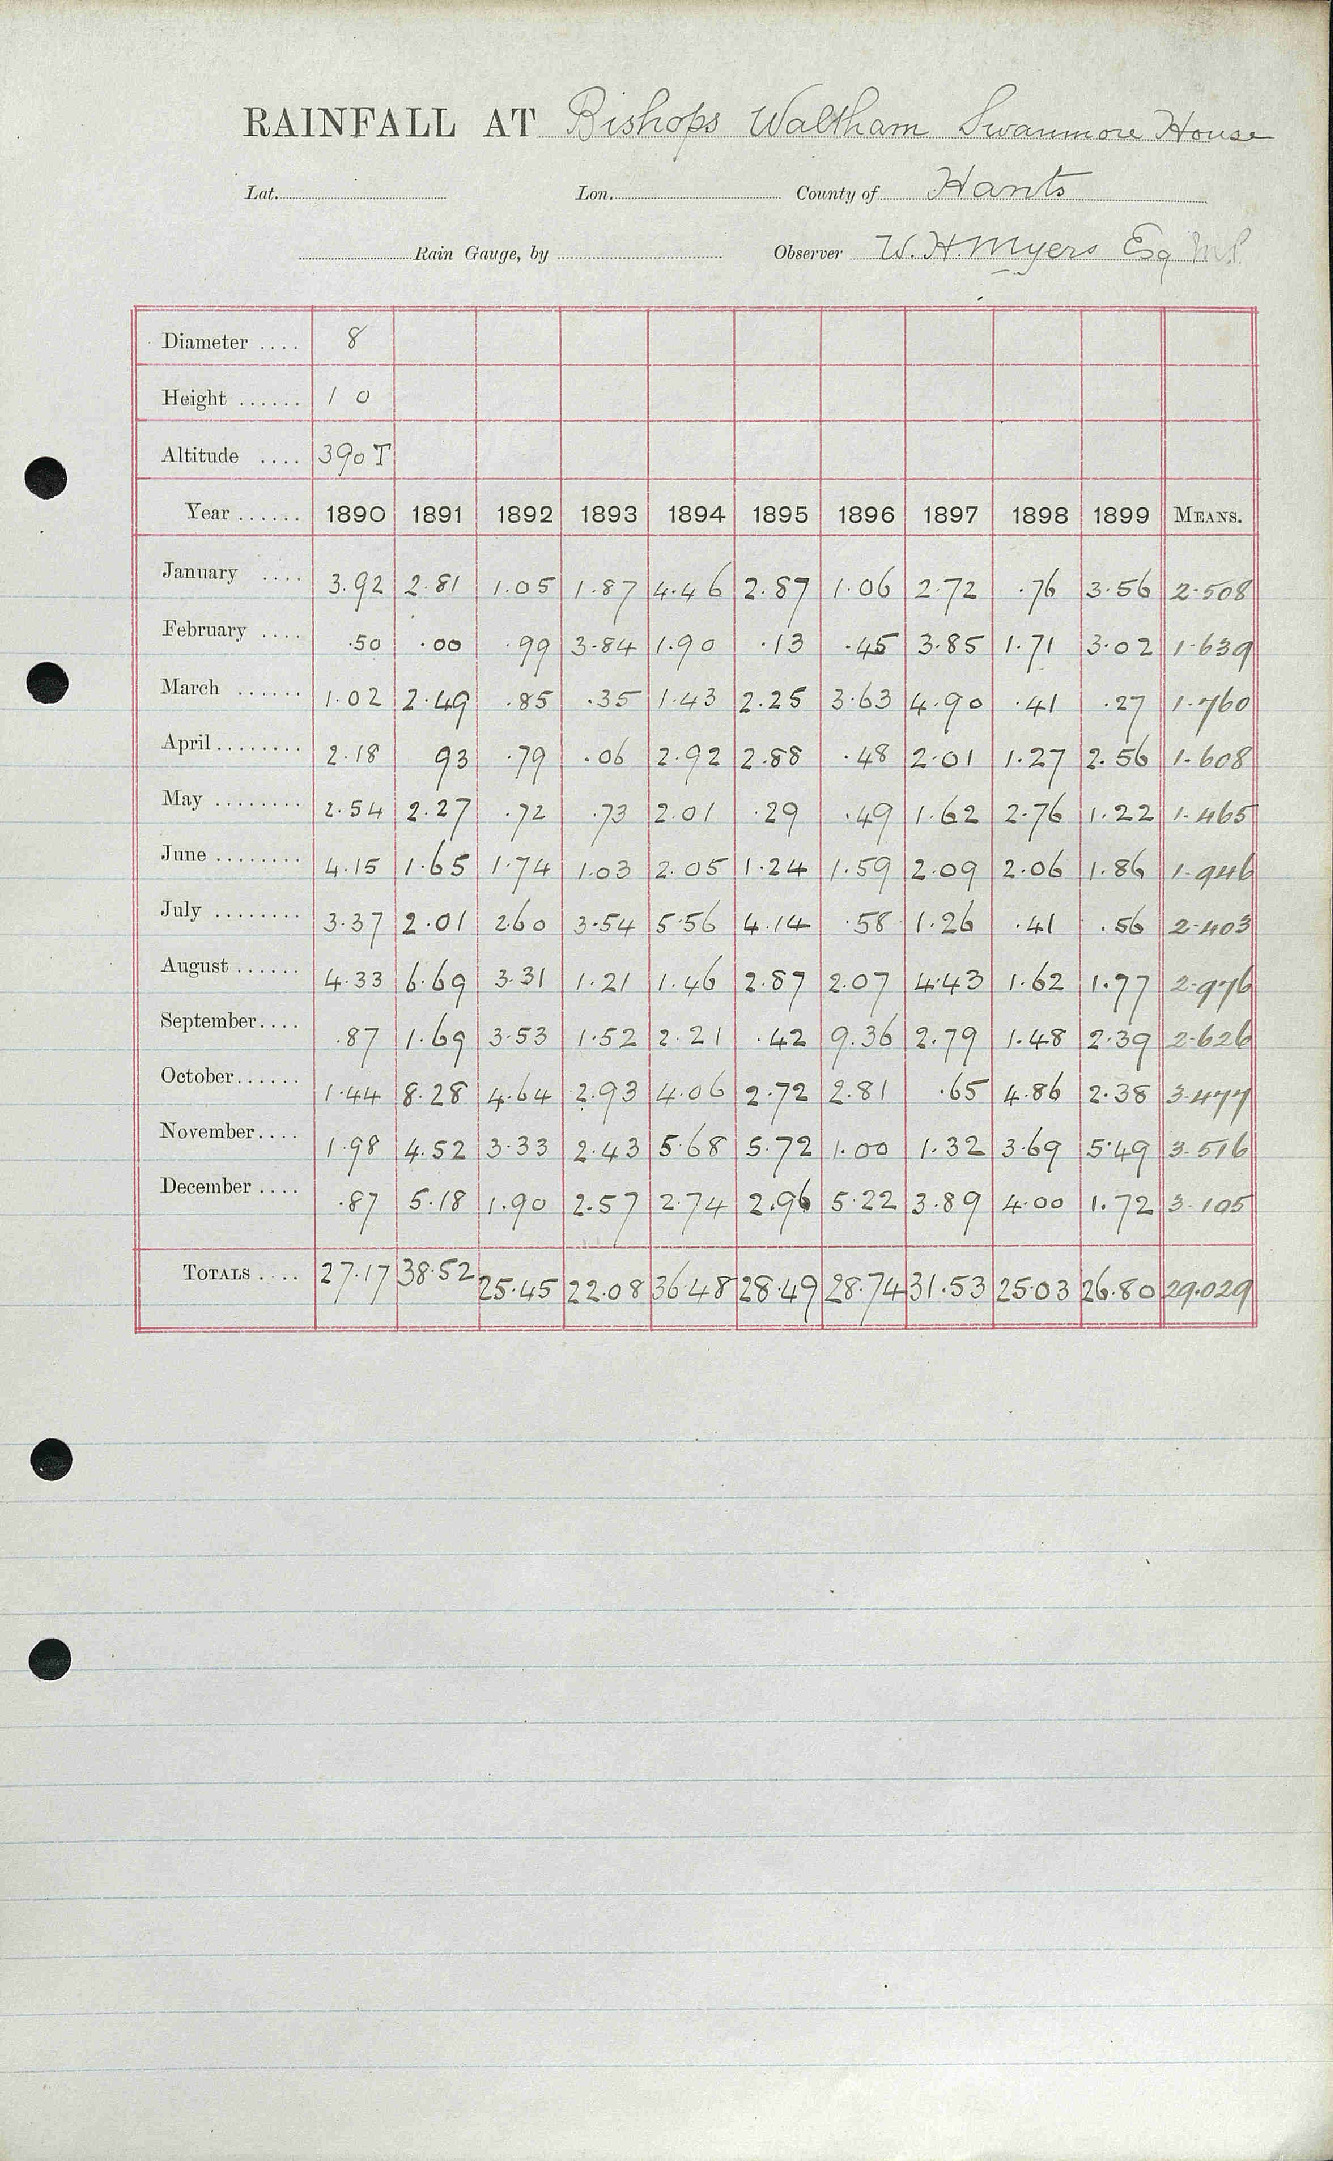 RAINFALL AT Bishops Waltham Swanmore House
Lat. Lon. County of Hants
Rain Gauge, by Observer W. H. Myers Esq M.P.
Diameter .... 8
Height ...... 1 0
Altitude .... 390 T
Year ...... 1890 1891 1892 1893 1894 1895 1896 1897 1898 1899 MEANS.
January .... 3.92 2.81 1.05 1.87 4.46 2.87 1.06 2.72 .76 3.56 2.508
February .... .50 .00 .99 3.84 1.90 .13 .45 3.85 1.71 3.02 1.639
March ...... 1.02 2.49 .85 .35 1.43 2.25 3.63 4.90 .41 .27 1.760
April ........ 2.18 93 .79 .06 2.92 2.88 .48 2.01 1.27 2.56 1.608
May ........ 2.54 2.27 .72 .73 2.01 .29 .49 1.62 2.76 1.22 1.465
June ........ 4.15 1.65 1.74 1.03 2.05 1.24 1.59 2.09 2.06 1.86 1.946
July ........ 3.37 2.01 2.60 3.54 5.56 4.14 .58 1.26 .41 .56 2.403
August ...... 4.33 6.69 3.31 1.21 1.46 2.87 2.07 4.43 1.62 1.77 2.976
September .... .87 1.69 3.53 1.52 2.21 .42 9.36 2.79 1.48 2.39 2.626
October ...... 1.44 8.28 4.64 2.93 4.06 2.72 2.81 .65 4.86 2.38 3.477
November .... 1.98 4.52 3.33 2.43 5.68 5.72 1.00 1.32 3.69 5.49 3.516
December .... .87 5.18 1.90 2.57 2.74 2.96 5.22 3.89 4.00 1.72 3.105
TOTALS .... 27.17 38.52 25.45 22.08 36.48 28.49 28.74 31.53 25.03 26.80 29.029